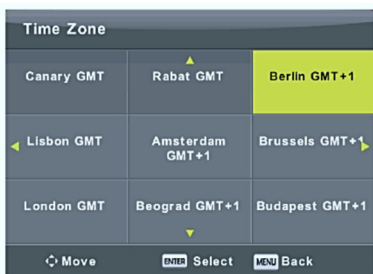 Time Zone
Canary GMT
Rabat GMT
Berlin GMT+1
Lisbon GMT
Amsterdam
GMT+1
Brussels GMT+1
London GMT
Beograd GMT+1
Budapest GMT+1
Move
ENTER Select
MENU Back